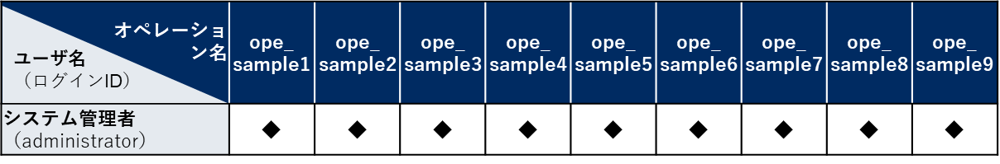 オペレーショ
ン名
ユーザ名
（ログインID）
ope_ ope_ ope_ ope_ ope_ ope_ ope_ ope_ ope_
sample1 sample2 sample3 sample4 sample5 sample6 sample7 sample8 sample9
システム管理者
（administrator）
◆ ◆ ◆ ◆ ◆ ◆ ◆ ◆ ◆